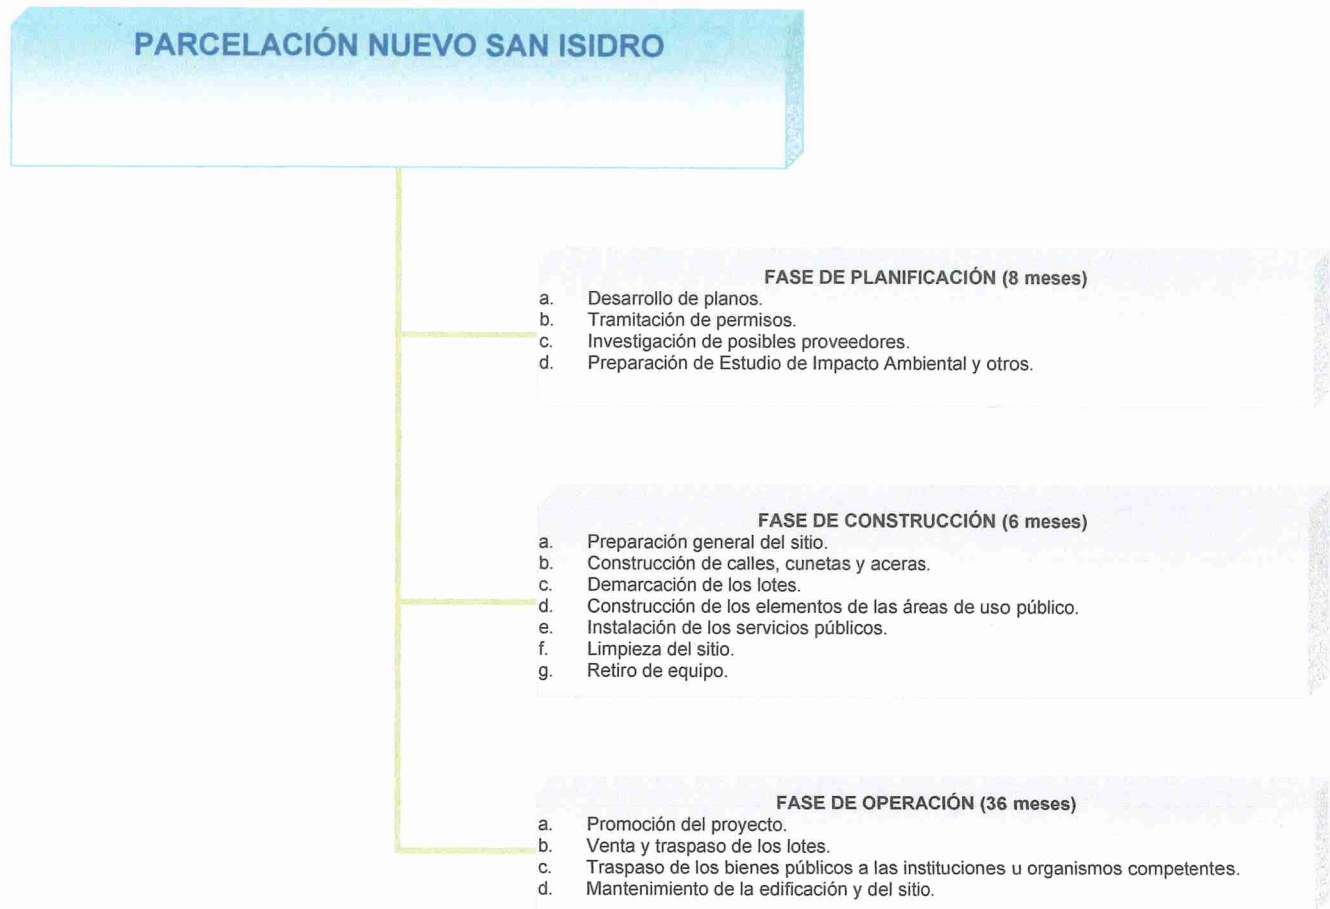 PARCELACIÓN NUEVO SAN ISIDRO
FASE DE PLANIFICACIÓN (8 meses)
a. Desarrollo de planos.
b. Tramitación de permisos.
c. Investigación de posibles proveedores.
d. Preparación de Estudio de Impacto Ambiental y otros.
FASE DE CONSTRUCCIÓN (6 meses)
a. Preparación general del sitio.
b. Construcción de calles, cunetas y aceras.
c. Demarcación de los lotes.
d. Construcción de los elementos de las áreas de uso público.
e. Instalación de los servicios públicos.
f. Limpieza del sitio.
g. Retiro de equipo.
FASE DE OPERACIÓN (36 meses)
a. Promoción del proyecto.
b. Venta y traspaso de los lotes.
c. Traspaso de los bienes públicos a las instituciones u organismos competentes.
d. Mantenimiento de la edificación y del sitio.